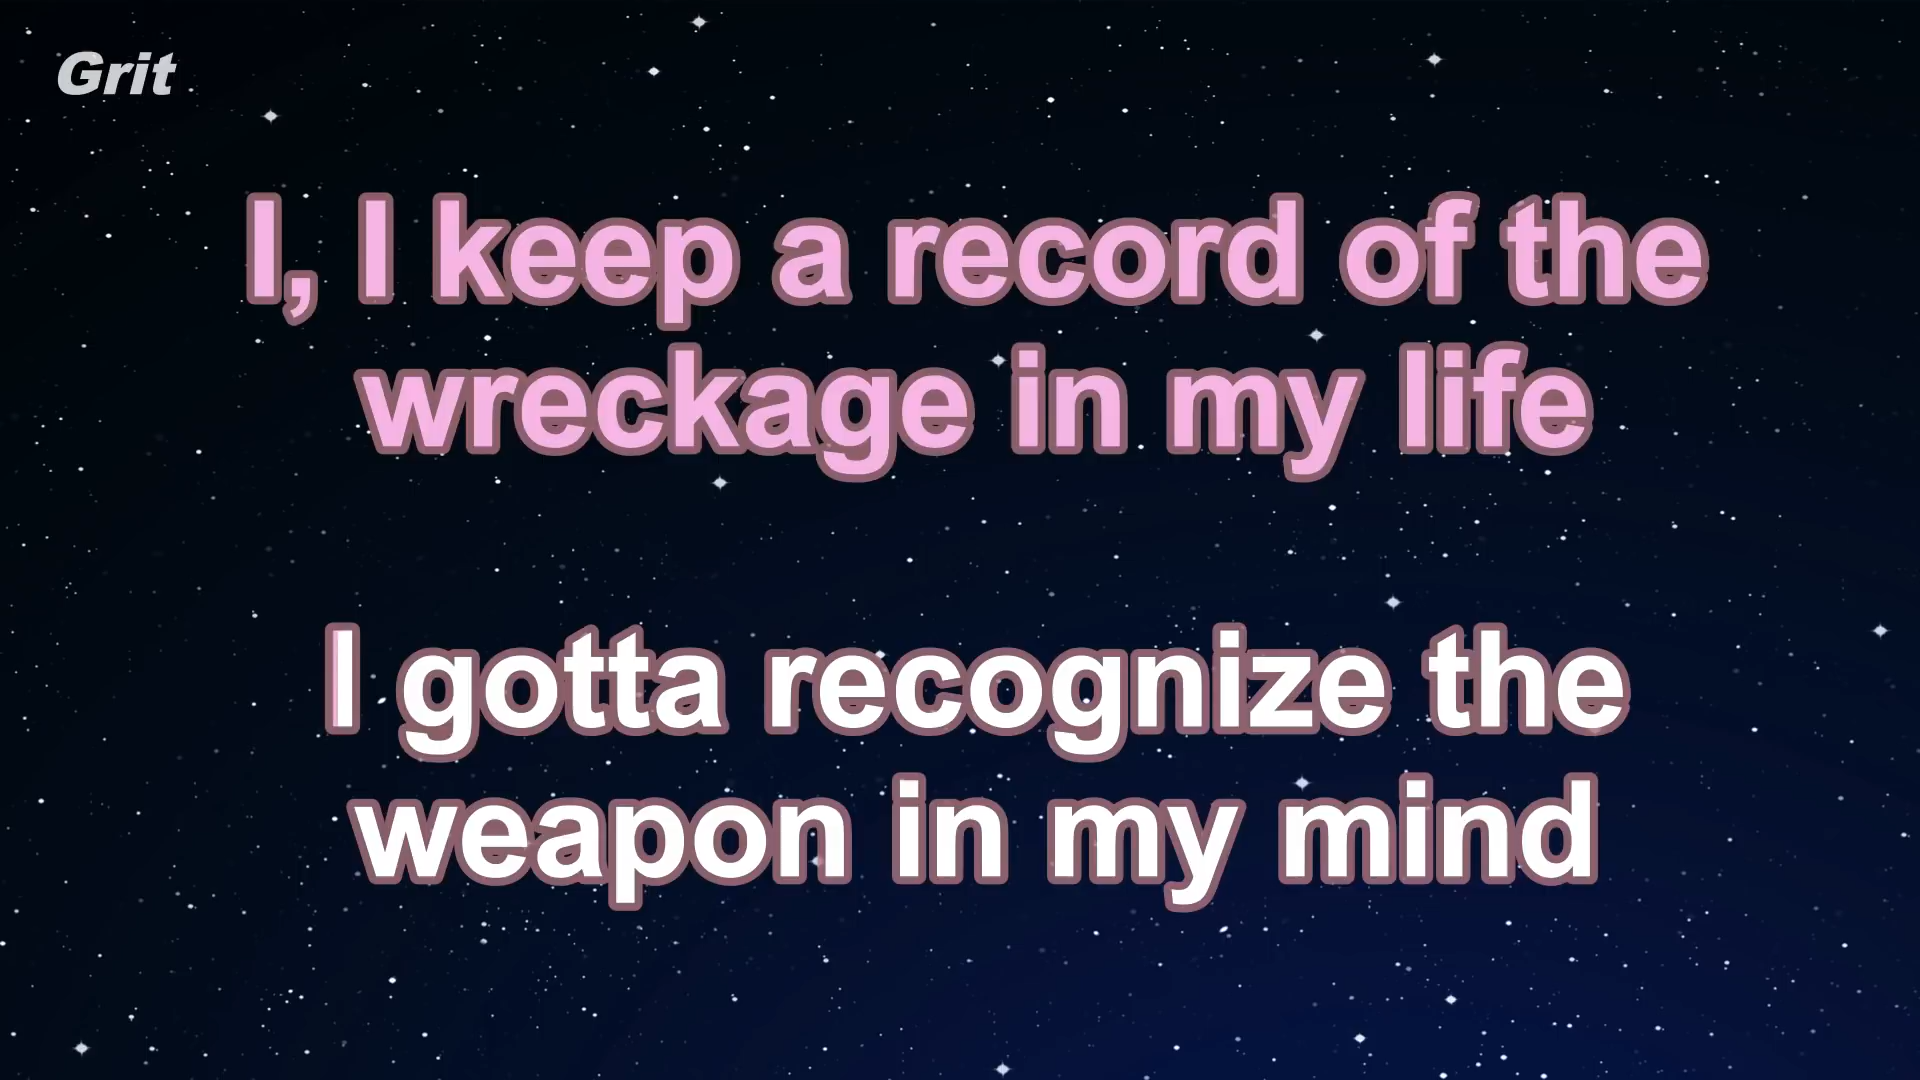 Grit
I, I keep a record of the
wreckage in my life
I gotta recognize the
weapon in my mind